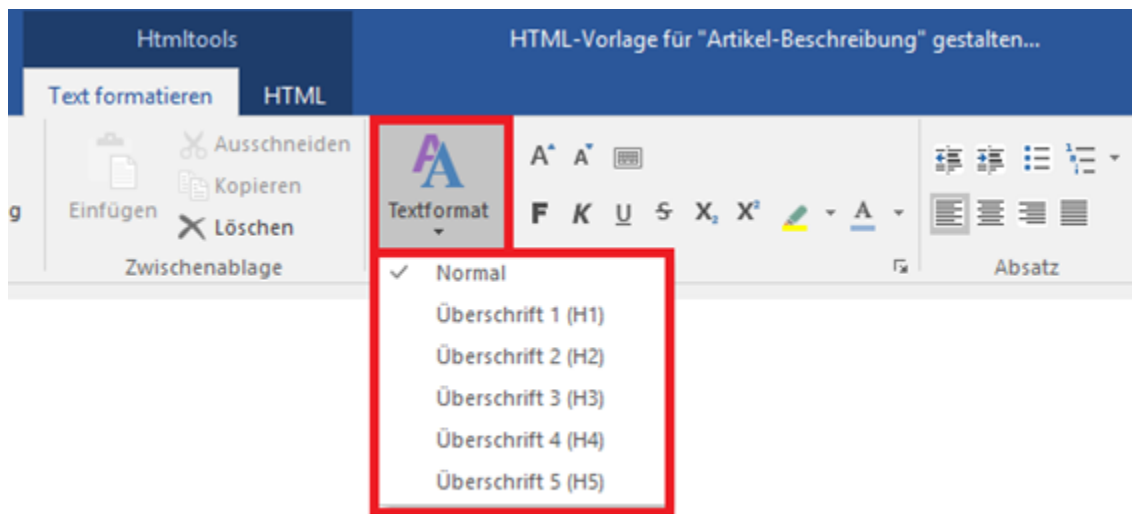 Htmltools
HTML-Vorlage für "Artikel-Beschreibung" gestalten...
Text formatieren HTML
Ausschneiden
Kopieren
g Einfügen
Löschen
Zwischenablage
Textformat
A A
F K U S X₂ X² A
Absatz
Normal
Überschrift 1 (H1)
Überschrift 2 (H2)
Überschrift 3 (H3)
Überschrift 4 (H4)
Überschrift 5 (H5)